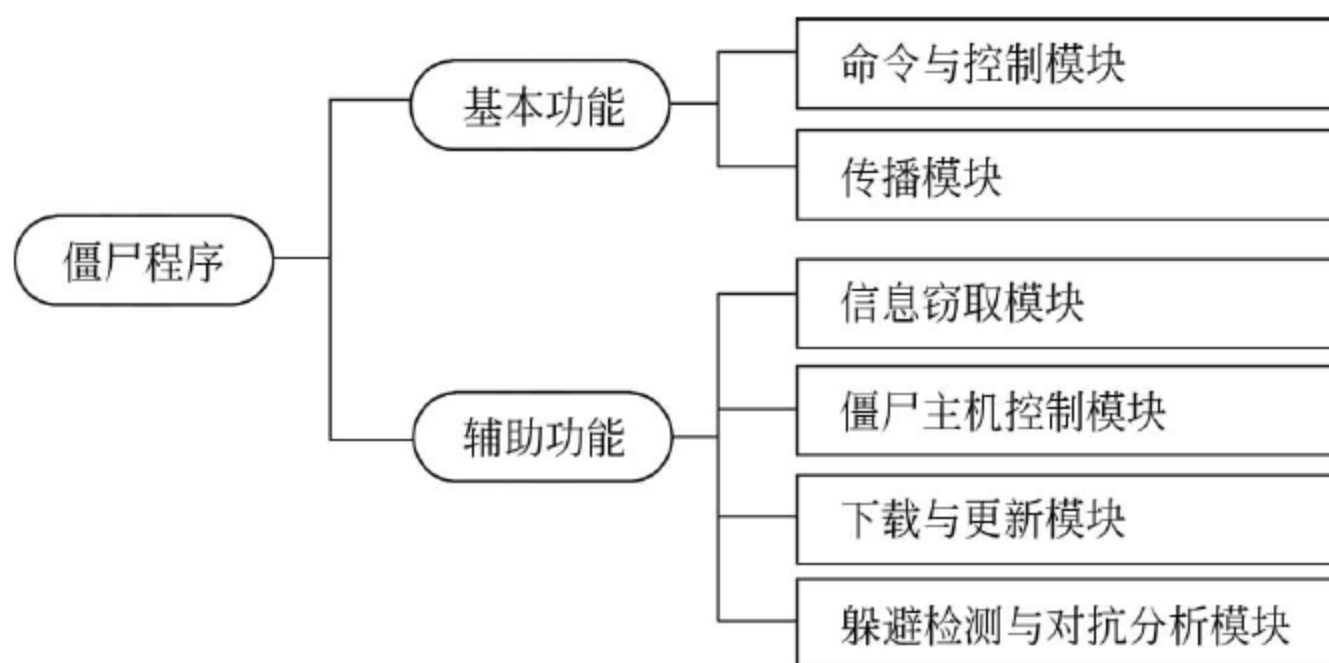 僵尸程序
基本功能
命令与控制模块
传播模块
辅助功能
信息窃取模块
僵尸主机控制模块
下载与更新模块
躲避检测与对抗分析模块